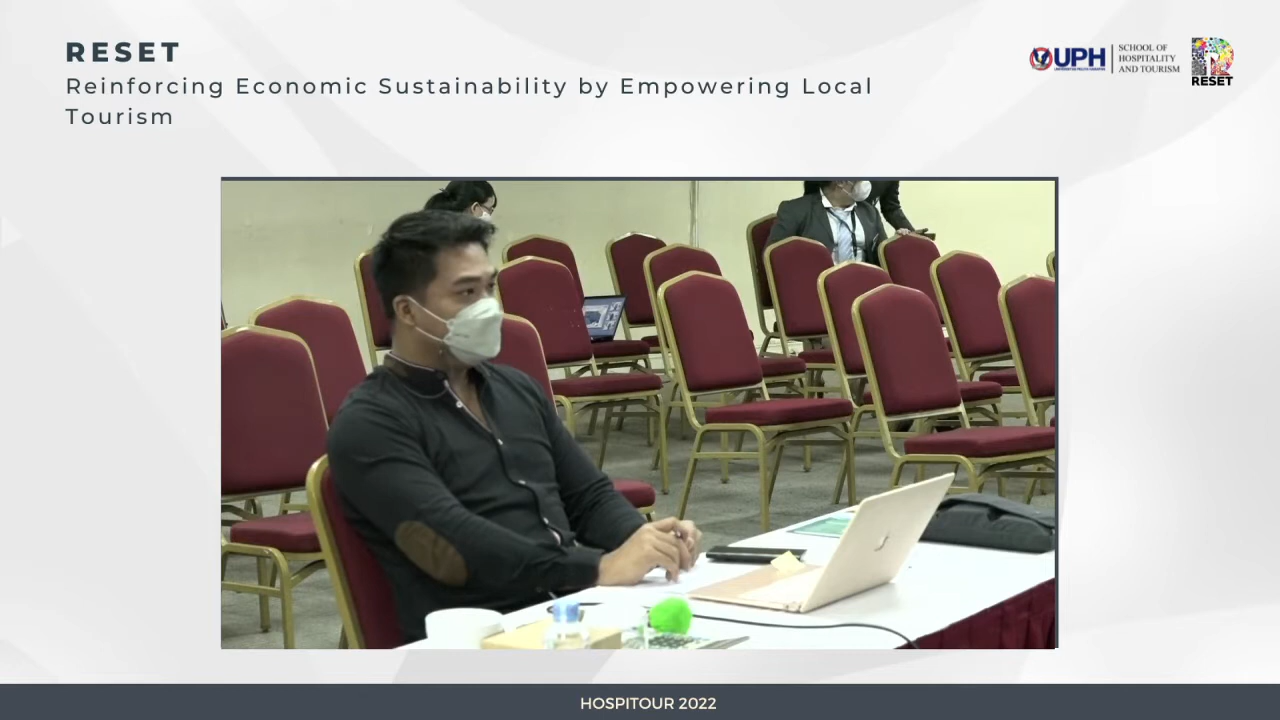 RESET
Reinforcing Economic Sustainability by Empowering Local
Tourism
UPH
SCHOOL OF
HOSPITALITY
AND TOURISM
RESET
HOSPITOUR 2022